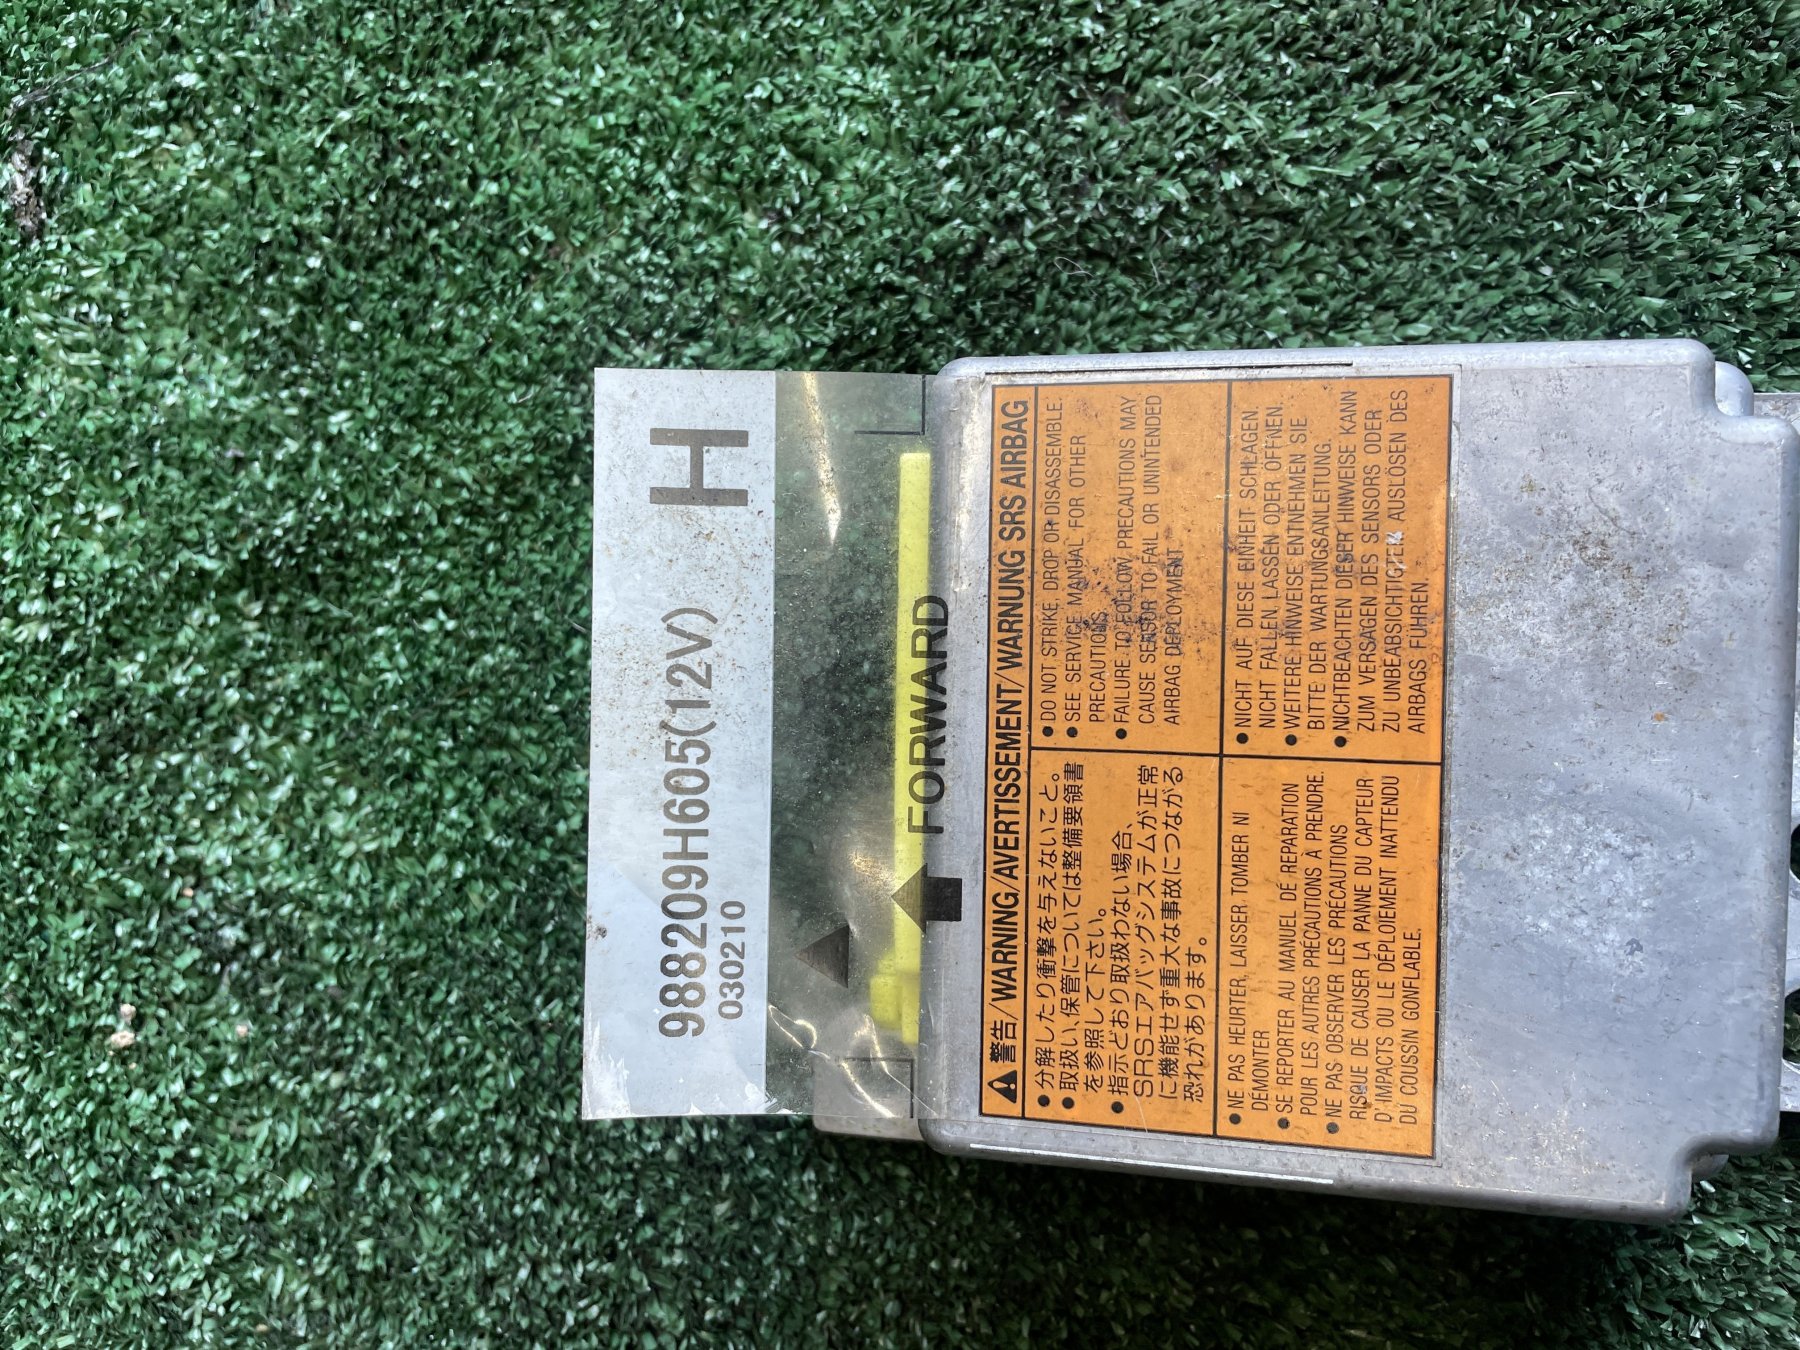 98820 9H605(12V) H
030210
FORWARD
警告/WARNING/AVERTISSEMENT/WARNUNG SRS AIRBAG
● 分解したり衝撃を与えないこと。
● 取扱い、保管については整備要領書
を参照して下さい。
● 指示どおり取扱わない場合、
SRSエアバッグシステムが正常
に機能せず重大な事故につながる
恐れがあります。
● DO NOT STRIKE, DROP OR DISASSEMBLE.
● SEE SERVICE MANUAL FOR OTHER
PRECAUTIONS.
● FAILURE TO FOLLOW PRECAUTIONS MAY
CAUSE SENSOR TO FAIL OR UNINTENDED
AIRBAG DEPLOYMENT.
● NE PAS HEURTER, LAISSER TOMBER NI
DÉMONTER
● SE REPORTER AU MANUEL DE REPARATION
POUR LES AUTRES PRÉCAUTIONS À PRENDRE.
● NE PAS OBSERVER LES PRÉCAUTIONS
RISQUE DE CAUSER LA PANNE DU CAPTEUR
D'IMPACTS OU LE DÉPLOIEMENT INATTENDU
DU COUSSIN GONFLABLE.
● NICHT AUF DIESE EINHEIT SCHLAGEN.
NICHT FALLEN LASSEN ODER ÖFFNEN.
● WEITERE HINWEISE ENTNEHMEN SIE
BITTE DER WARTUNGSANLEITUNG.
● NICHTBEACHTEN DIESER HINWEISE KANN
ZUM VERSAGEN DES SENSORS ODER
ZU UNBEABSICHTIGTEN AUSLÖSEN DES
AIRBAGS FÜHREN.